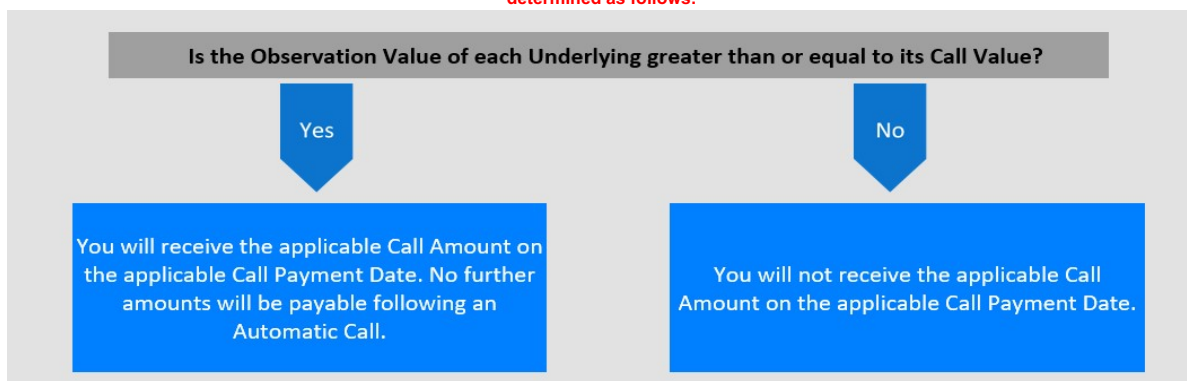 determined as follows:
Is the Observation Value of each Underlying greater than or equal to its Call Value?
Yes
No
You will receive the applicable Call Amount on
the applicable Call Payment Date. No further
amounts will be payable following an
Automatic Call.
You will not receive the applicable Call
Amount on the applicable Call Payment Date.